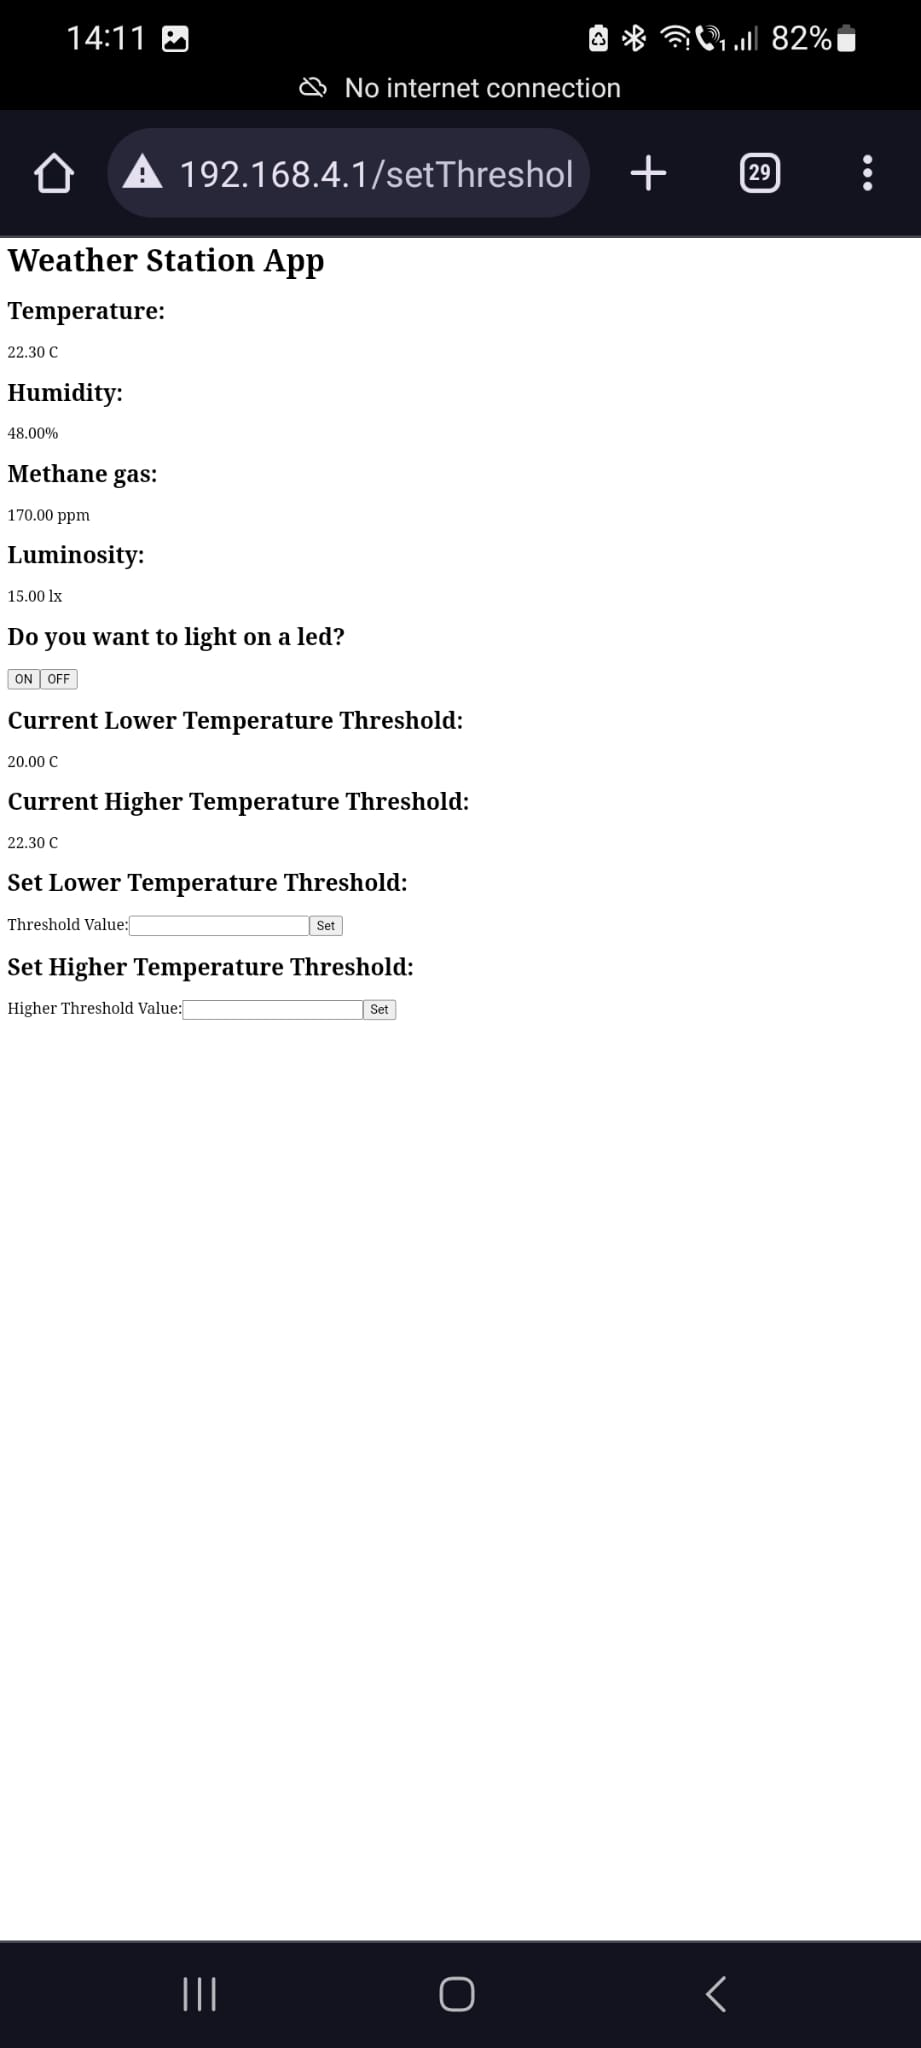 14:11
1 82%
No internet connection
192.168.4.1/setThreshol
29
Weather Station App
Temperature:
22.30 C
Humidity:
48.00%
Methane gas:
170.00 ppm
Luminosity:
15.00 lx
Do you want to light on a led?
ON OFF
Current Lower Temperature Threshold:
20.00 C
Current Higher Temperature Threshold:
22.30 C
Set Lower Temperature Threshold:
Threshold Value: Set
Set Higher Temperature Threshold:
Higher Threshold Value: Set